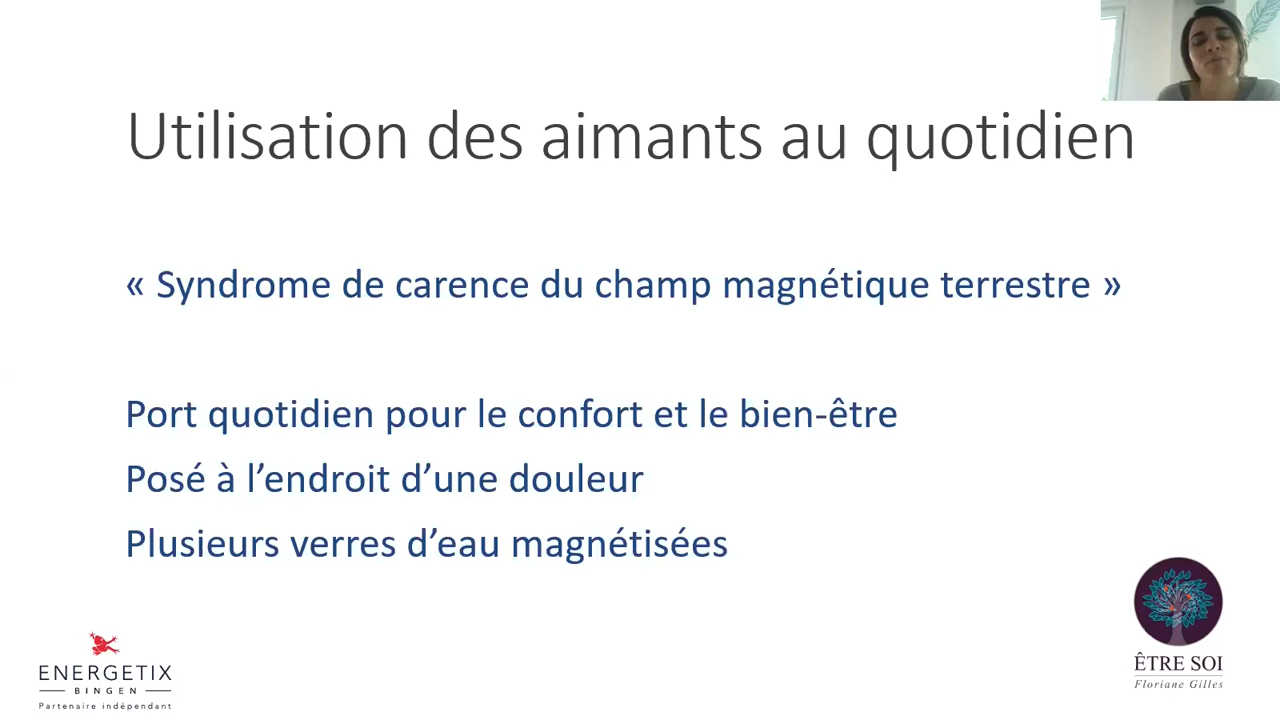 Utilisation des aimants au quotidien
« Syndrome de carence du champ magnétique terrestre »
Port quotidien pour le confort et le bien-être
Posé à l’endroit d’une douleur
Plusieurs verres d’eau magnétisées
ENERGETIX
BINGEN
Partenaire indépendant
ÊTRE SOI
Floriane Gilles